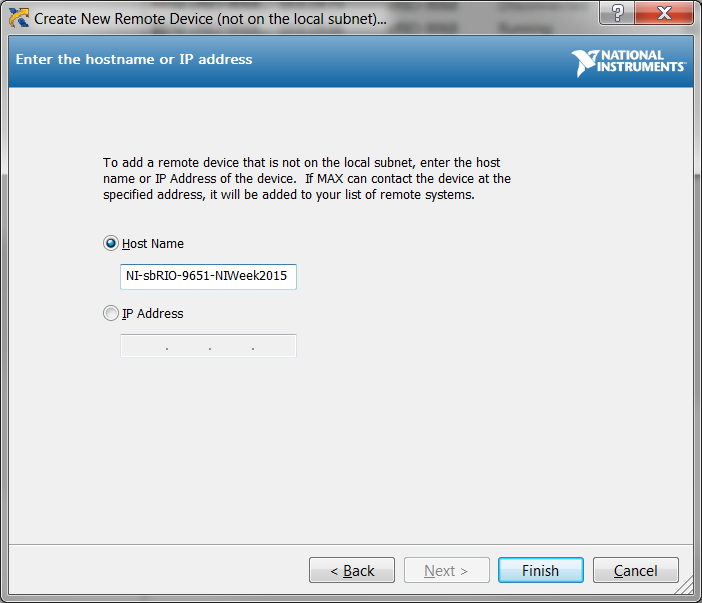 Create New Remote Device (not on the local subnet)...
Enter the hostname or IP address
NATIONAL
INSTRUMENTS
To add a remote device that is not on the local subnet, enter the host
name or IP Address of the device.  If MAX can contact the device at the
specified address, it will be added to your list of remote systems.
Host Name
NI-sbRIO-9651-NIWeek2015
IP Address
. . .
< Back
Next >
Finish
Cancel